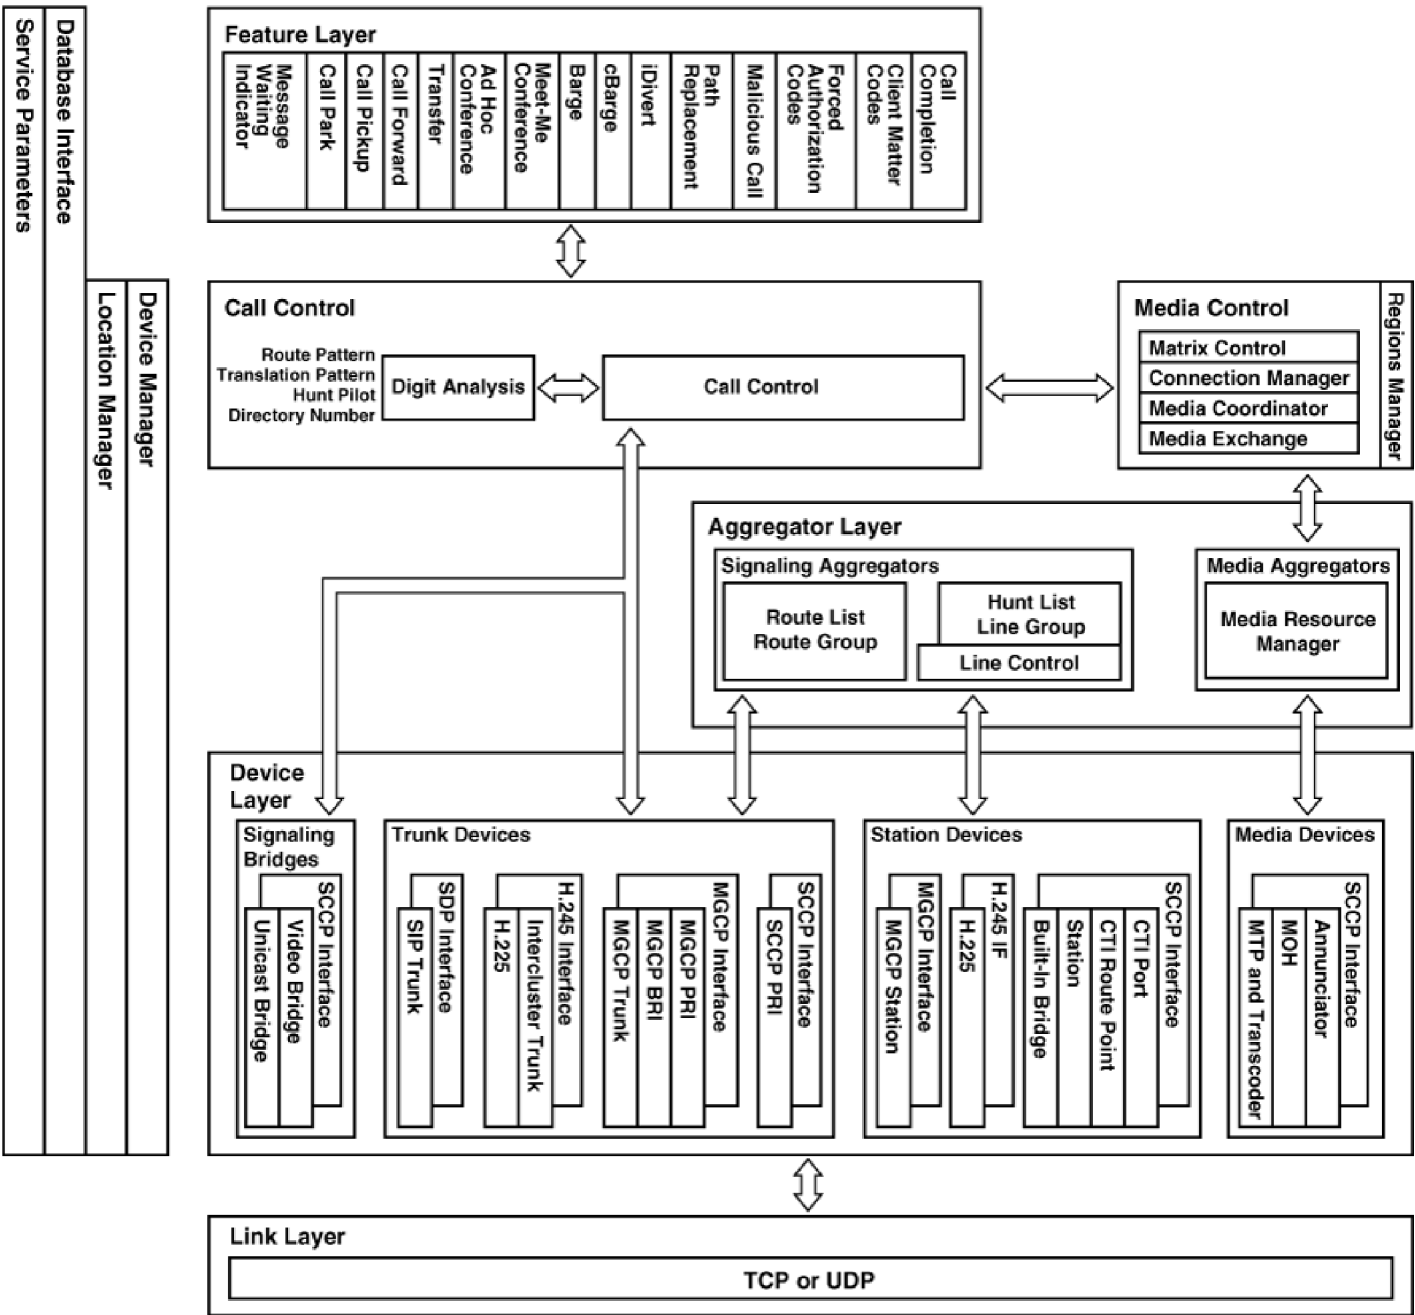 Service Parameters
Database Interface
Location Manager
Device Manager
Feature Layer
Message
Waiting
Indicator
Call Park
Call Pickup
Call Forward
Transfer
Ad Hoc
Conference
Meet-Me
Conference
Barge
cBarge
iDivert
Path
Replacement
Malicious Call
Forced
Authorization
Codes
Client Matter
Codes
Call
Completion
Call Control
Route Pattern
Translation Pattern
Hunt Pilot
Directory Number
Digit Analysis
Call Control
Media Control
Matrix Control
Connection Manager
Media Coordinator
Media Exchange
Regions Manager
Aggregator Layer
Signaling Aggregators
Route List
Route Group
Hunt List
Line Group
Line Control
Media Aggregators
Media Resource
Manager
Device
Layer
Signaling
Bridges
SCCP Interface
Video Bridge
Unicast Bridge
Trunk Devices
SDP Interface
SIP Trunk
H.245 Interface
Intercluster Trunk
H.225
MGCP Interface
MGCP PRI
MGCP BRI
MGCP Trunk
SCCP Interface
SCCP PRI
Station Devices
MGCP Interface
MGCP Station
H.245 IF
H.225
SCCP Interface
CTI Port
CTI Route Point
Station
Built-In Bridge
Media Devices
SCCP Interface
Annunciator
MOH
MTP and Transcoder
Link Layer
TCP or UDP